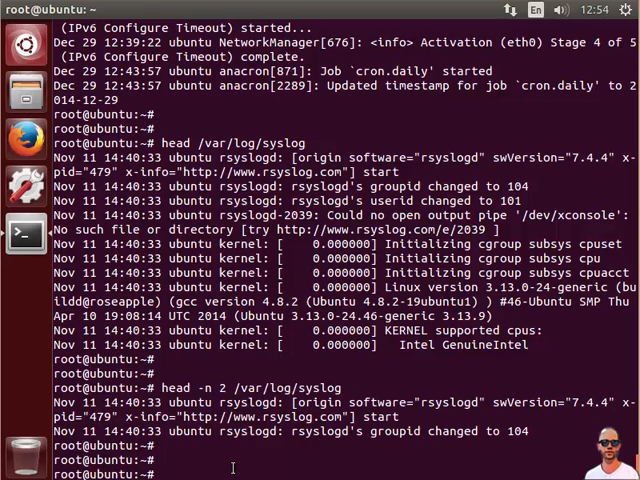 root@ubuntu: ~
En
12:54
(IPv6 Configure Timeout) started...
Dec 29 12:39:22 ubuntu NetworkManager[676]: <info> Activation (eth0) Stage 4 of 5
(IPv6 Configure Timeout) complete.
Dec 29 12:43:57 ubuntu anacron[871]: Job `cron.daily' started
Dec 29 12:43:57 ubuntu anacron[2289]: Updated timestamp for job `cron.daily' to 2
014-12-29
root@ubuntu:~#
root@ubuntu:~#
root@ubuntu:~# head /var/log/syslog
Nov 11 14:40:33 ubuntu rsyslogd: [origin software="rsyslogd" swVersion="7.4.4" x-
pid="479" x-info="http://www.rsyslog.com"] start
Nov 11 14:40:33 ubuntu rsyslogd: rsyslogd's groupid changed to 104
Nov 11 14:40:33 ubuntu rsyslogd: rsyslogd's userid changed to 101
Nov 11 14:40:33 ubuntu rsyslogd-2039: Could no open output pipe '/dev/xconsole':
No such file or directory [try http://www.rsyslog.com/e/2039 ]
Nov 11 14:40:33 ubuntu kernel: [    0.000000] Initializing cgroup subsys cpuset
Nov 11 14:40:33 ubuntu kernel: [    0.000000] Initializing cgroup subsys cpu
Nov 11 14:40:33 ubuntu kernel: [    0.000000] Initializing cgroup subsys cpuacct
Nov 11 14:40:33 ubuntu kernel: [    0.000000] Linux version 3.13.0-24-generic (bu
ildd@roseapple) (gcc version 4.8.2 (Ubuntu 4.8.2-19ubuntu1) ) #46-Ubuntu SMP Thu
Apr 10 19:08:14 UTC 2014 (Ubuntu 3.13.0-24.46-generic 3.13.9)
Nov 11 14:40:33 ubuntu kernel: [    0.000000] KERNEL supported cpus:
Nov 11 14:40:33 ubuntu kernel: [    0.000000]   Intel GenuineIntel
root@ubuntu:~#
root@ubuntu:~#
root@ubuntu:~# head -n 2 /var/log/syslog
Nov 11 14:40:33 ubuntu rsyslogd: [origin software="rsyslogd" swVersion="7.4.4" x-
pid="479" x-info="http://www.rsyslog.com"] start
Nov 11 14:40:33 ubuntu rsyslogd: rsyslogd's groupid changed to 104
root@ubuntu:~#
root@ubuntu:~#
root@ubuntu:~#